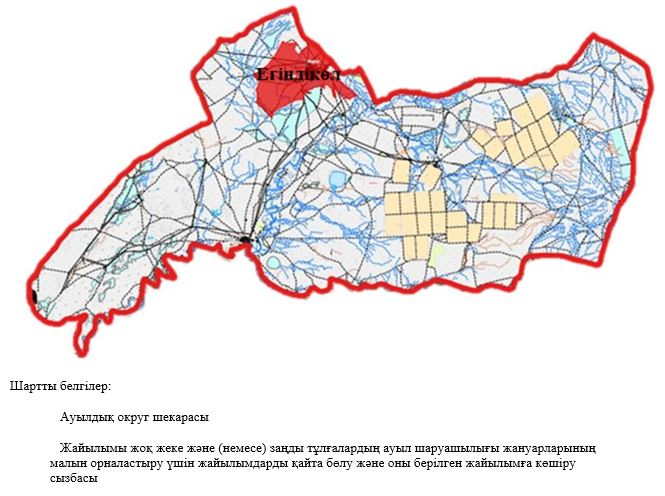 Егіндікөл
Шартты белгілер:
Ауылдық округ шекарасы
Жайылымы жоқ жеке және (немесе) заңды тұлғалардың ауыл шаруашылығы жануарларының
малын орналастыру үшін жайылымдарды қайта бөлу және оны берілген жайылымға көшіру
сызбасы